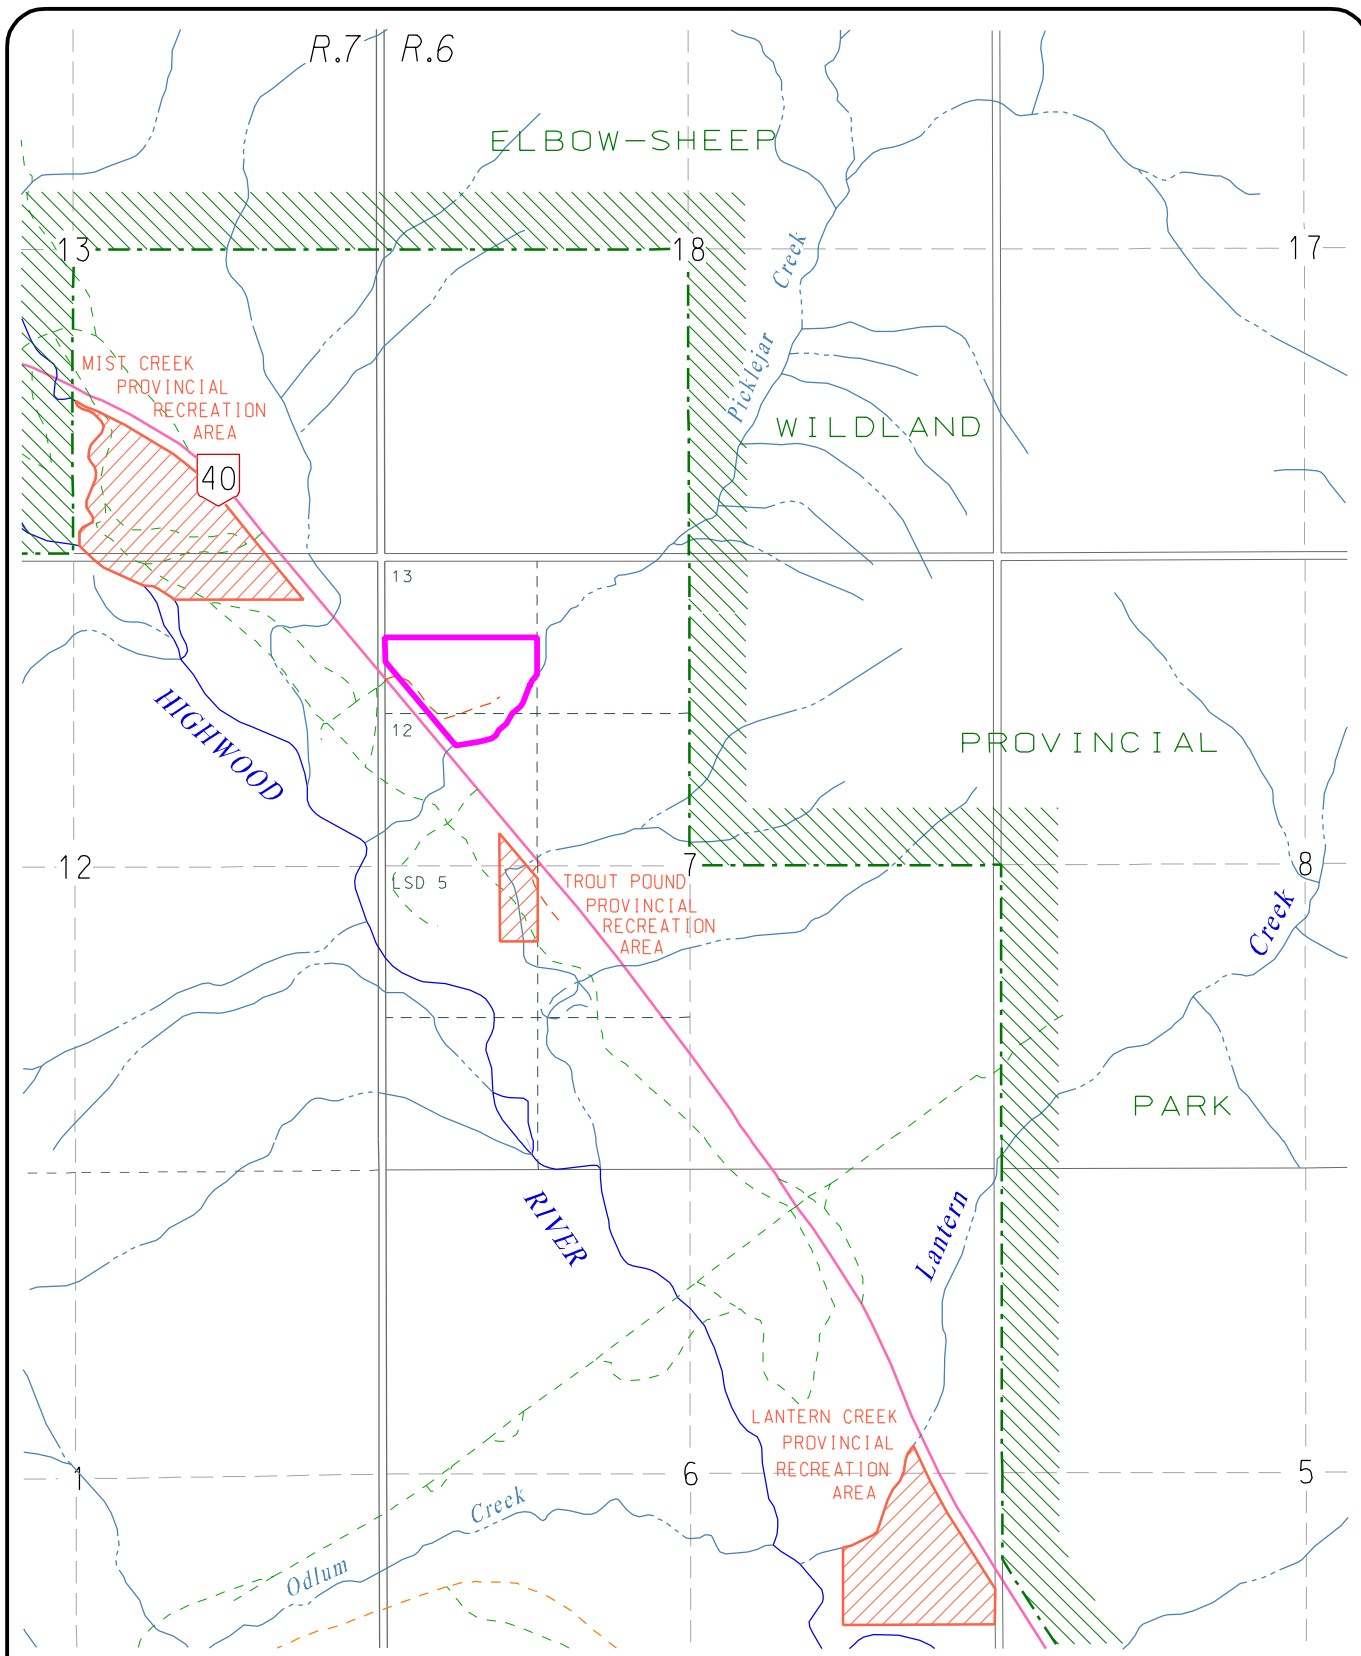 R.7
R.6
ELBOW-SHEEP
13
18
17
Picklejar Creek
MIST CREEK
PROVINCIAL
RECREATION
AREA
WILDLAND
40
13
HIGHWOOD
12
PROVINCIAL
12
LSD 5
TROUT POUND
PROVINCIAL
RECREATION
AREA
7
8
Creek
PARK
RIVER
Lantern
LANTERN CREEK
PROVINCIAL
RECREATION
AREA
1
6
5
Odlum Creek